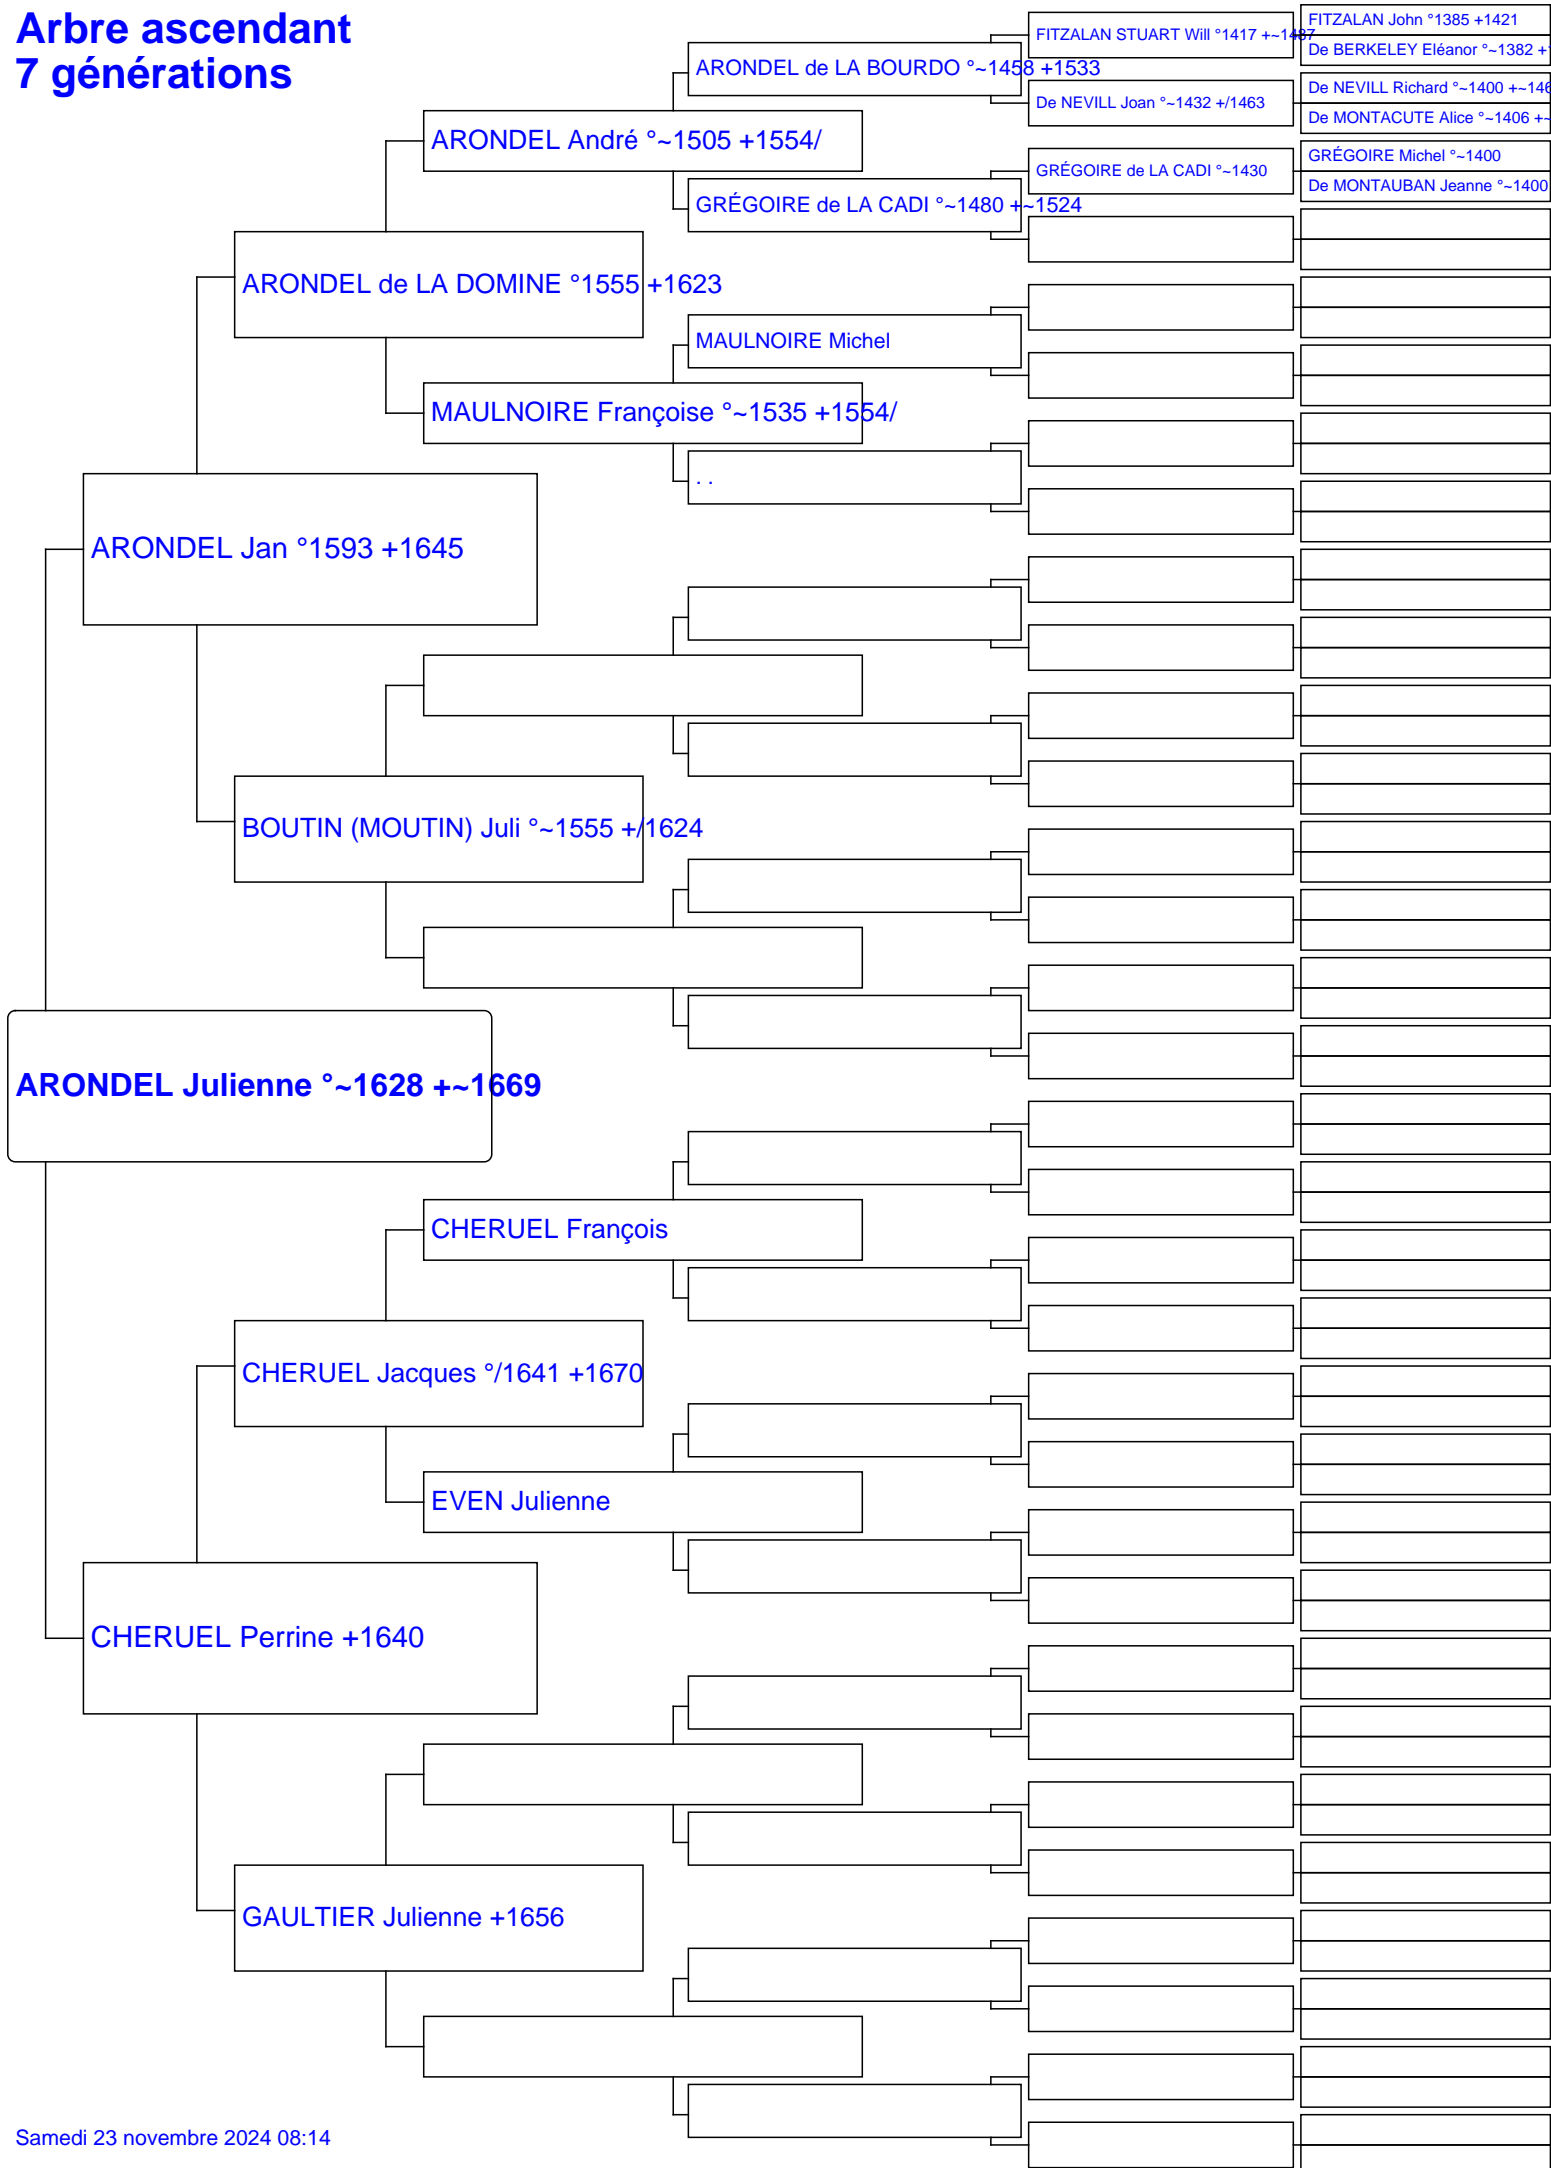 Arbre ascendant
7 générations
FITZALAN STUART Will °1417 +~1487
FITZALAN John °1385 +1421
De BERKELEY Eléanor °~1382 +
ARONDEL de LA BOURDO °~1458 +1533
De NEVILL Richard °~1400 +~146
De NEVILL Joan °~1432 +/1463
De MONTACUTE Alice °~1406 +~
ARONDEL André °~1505 +1554/
GRÉGOIRE Michel °~1400
GRÉGOIRE de LA CADI °~1430
De MONTAUBAN Jeanne °~1400
GRÉGOIRE de LA CADI °~1480 +~1524
ARONDEL de LA DOMINE °1555 +1623
MAULNOIRE Michel
MAULNOIRE Françoise °~1535 +1554/
. .
ARONDEL Jan °1593 +1645
BOUTIN (MOUTIN) Juli °~1555 +/1624
ARONDEL Julienne °~1628 +~1669
CHERUEL François
CHERUEL Jacques °/1641 +1670
EVEN Julienne
CHERUEL Perrine +1640
GAULTIER Julienne +1656
Samedi 23 novembre 2024 08:14